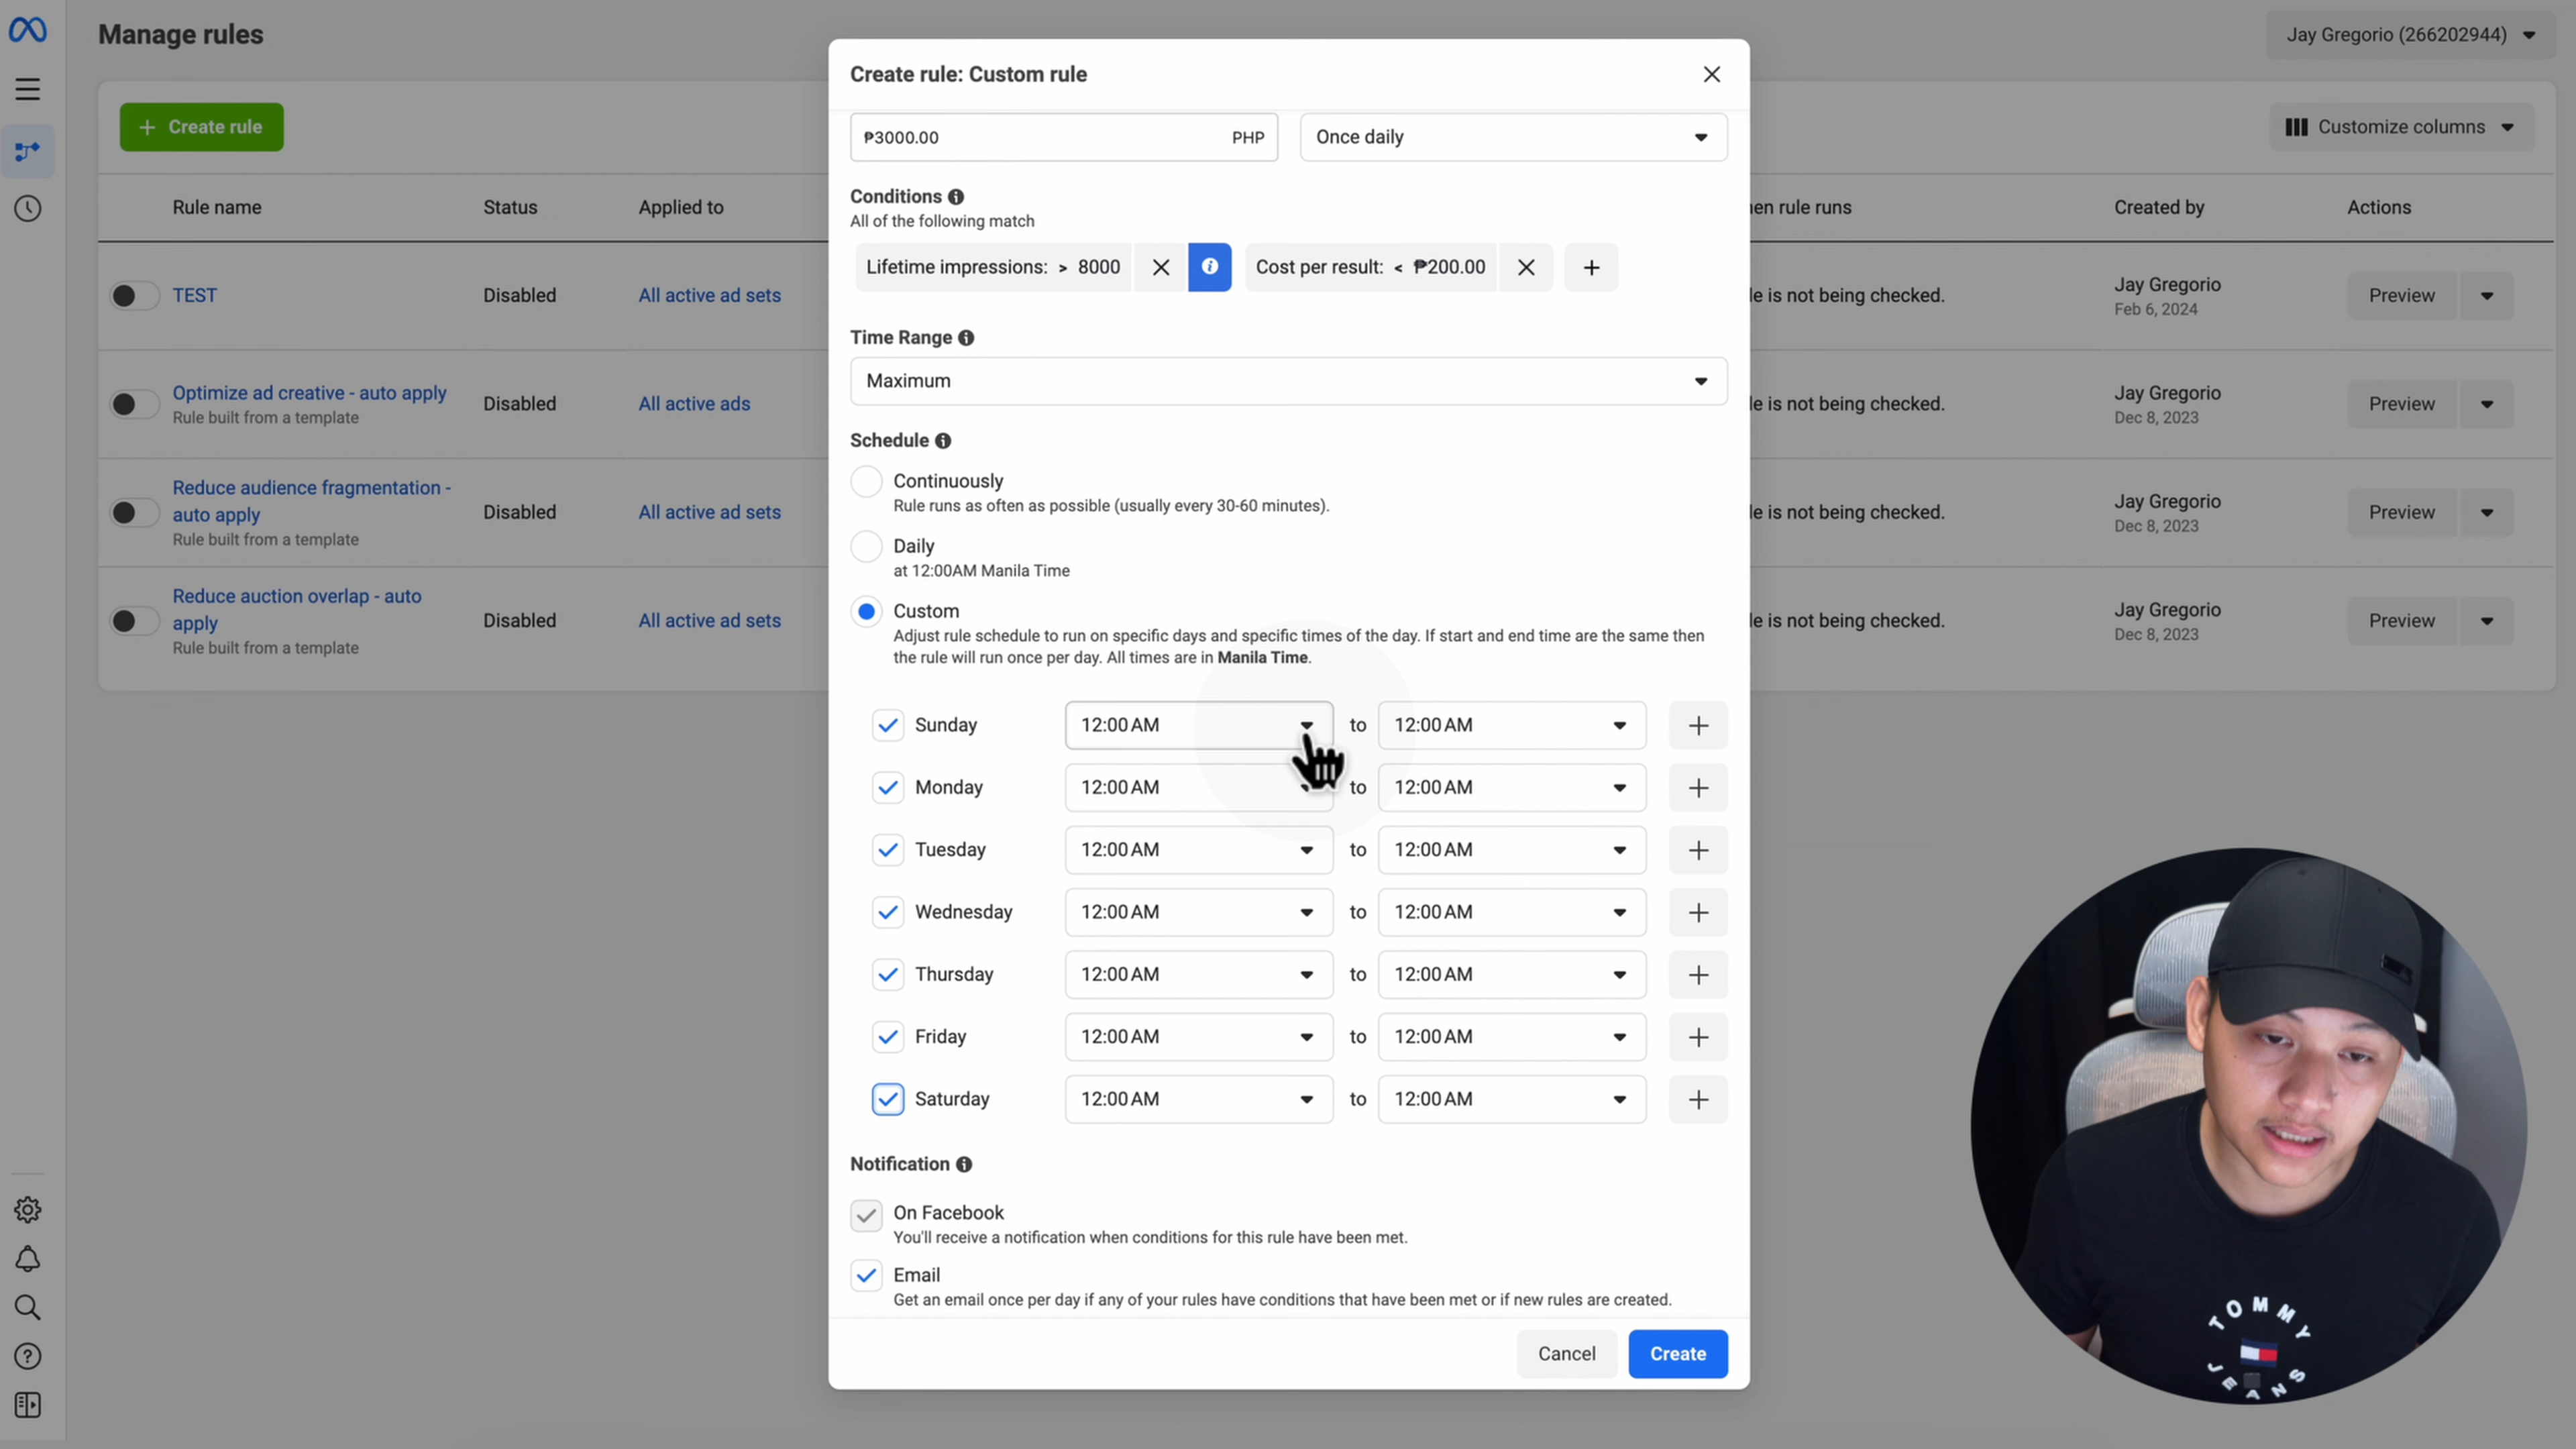 Manage rules
Jay Gregorio (266202944)
+ Create rule
Customize columns
Rule name Status Applied to en rule runs Created by Actions
TEST Disabled All active ad sets le is not being checked. Jay Gregorio Preview
Feb 6, 2024
Optimize ad creative - auto apply Disabled All active ads le is not being checked. Jay Gregorio Preview
Rule built from a template Dec 8, 2023
Reduce audience fragmentation -
auto apply Disabled All active ad sets le is not being checked. Jay Gregorio Preview
Rule built from a template Dec 8, 2023
Reduce auction overlap - auto
apply Disabled All active ad sets le is not being checked. Jay Gregorio Preview
Rule built from a template Dec 8, 2023
Create rule: Custom rule
₱3000.00 PHP Once daily
Conditions
All of the following match
Lifetime impressions: > 8000 Cost per result: < ₱200.00 +
Time Range
Maximum
Schedule
Continuously
Rule runs as often as possible (usually every 30-60 minutes).
Daily
at 12:00AM Manila Time
Custom
Adjust rule schedule to run on specific days and specific times of the day. If start and end time are the same then
the rule will run once per day. All times are in Manila Time.
Sunday 12:00 AM to 12:00 AM +
Monday 12:00 AM to 12:00 AM +
Tuesday 12:00 AM to 12:00 AM +
Wednesday 12:00 AM to 12:00 AM +
Thursday 12:00 AM to 12:00 AM +
Friday 12:00 AM to 12:00 AM +
Saturday 12:00 AM to 12:00 AM +
Notification
On Facebook
You'll receive a notification when conditions for this rule have been met.
Email
Get an email once per day if any of your rules have conditions that have been met or if new rules are created.
Cancel Create
TOMMY
JEANS